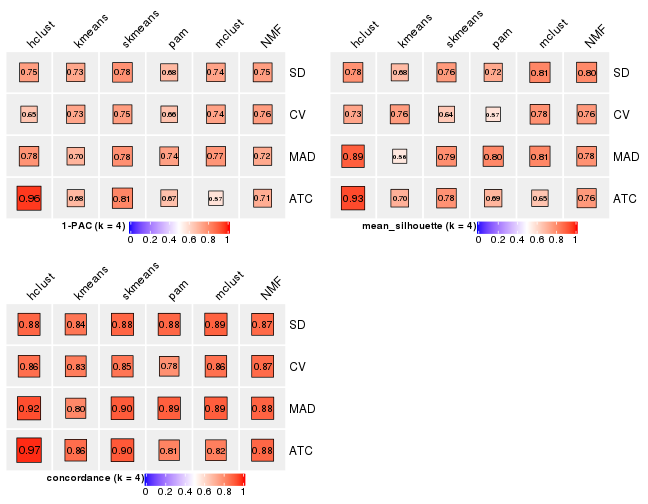 hclust kmeans skmeans pam mclust NMF
0.75 0.73 0.78 0.68 0.74 0.75 SD
0.65 0.73 0.75 0.66 0.74 0.76 CV
0.78 0.70 0.78 0.74 0.77 0.72 MAD
0.96 0.68 0.81 0.67 0.57 0.71 ATC
1-PAC (k = 4)
0 0.2 0.4 0.6 0.8 1
hclust kmeans skmeans pam mclust NMF
0.78 0.68 0.76 0.72 0.81 0.80 SD
0.73 0.76 0.64 0.57 0.78 0.76 CV
0.89 0.56 0.79 0.80 0.81 0.78 MAD
0.93 0.70 0.78 0.69 0.65 0.76 ATC
mean_silhouette (k = 4)
0 0.2 0.4 0.6 0.8 1
hclust kmeans skmeans pam mclust NMF
0.88 0.84 0.88 0.88 0.89 0.87 SD
0.86 0.83 0.85 0.78 0.86 0.87 CV
0.92 0.80 0.90 0.89 0.89 0.88 MAD
0.97 0.86 0.90 0.81 0.82 0.88 ATC
concordance (k = 4)
0 0.2 0.4 0.6 0.8 1